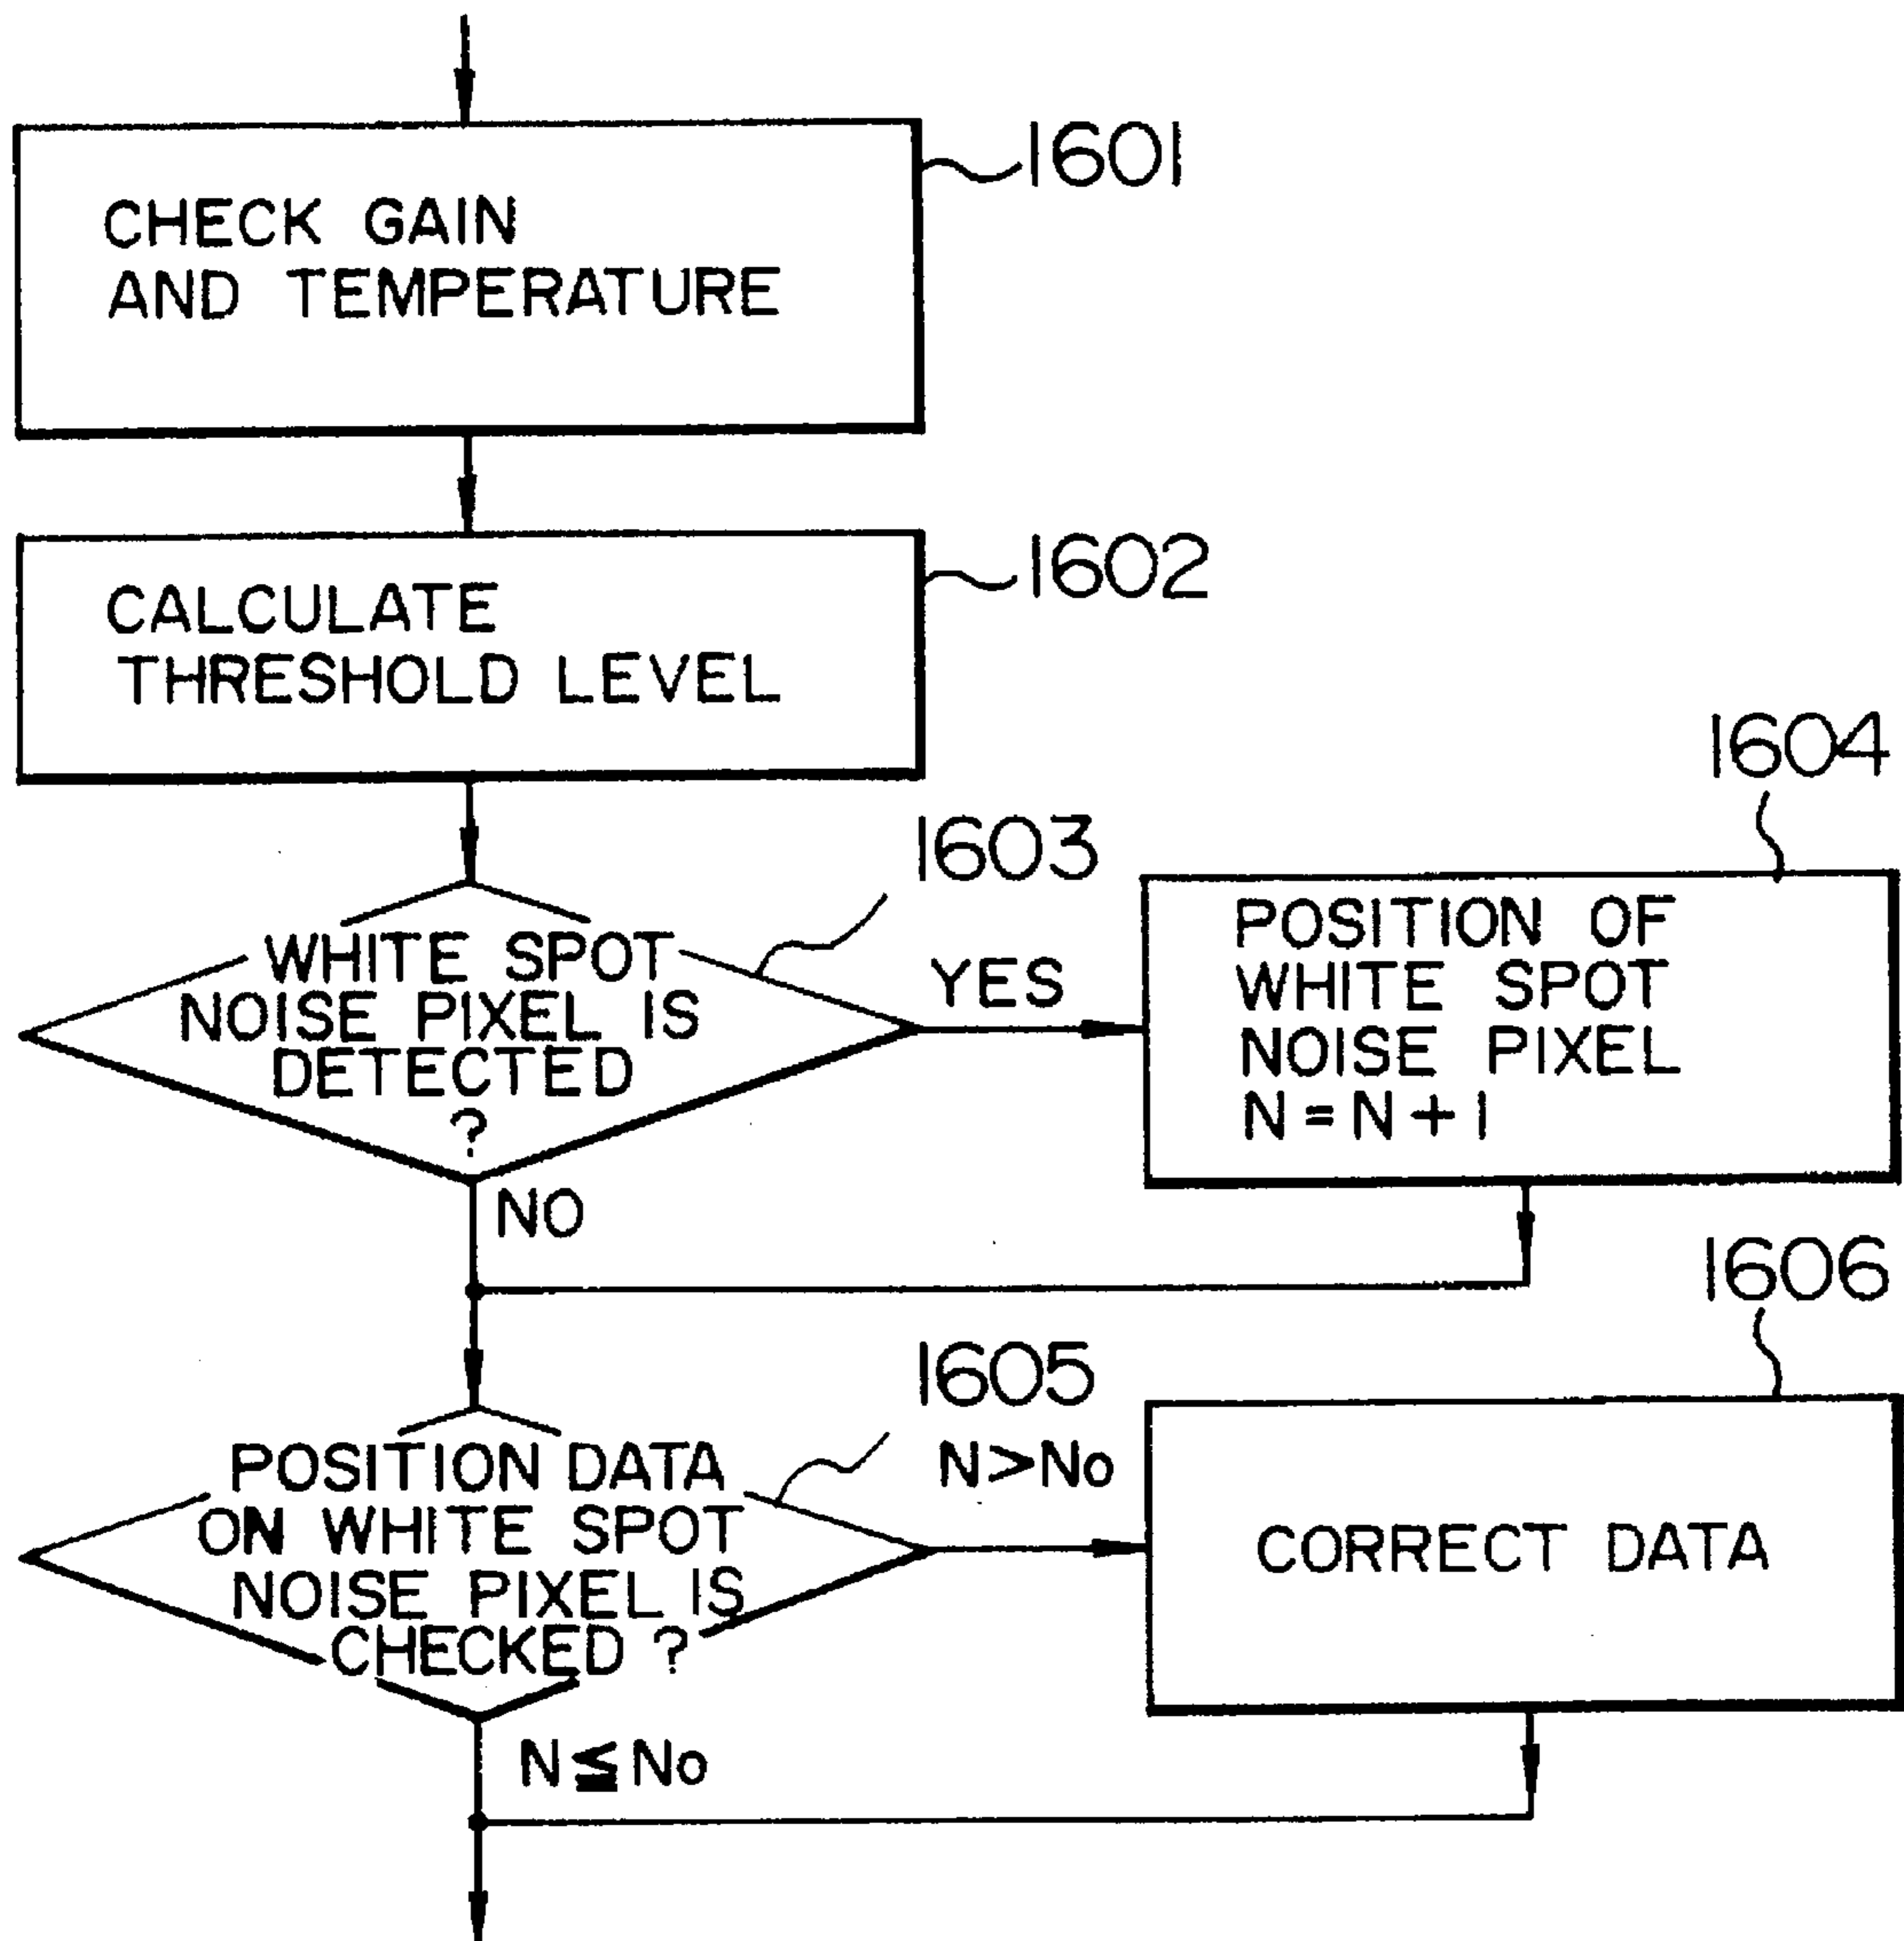 1601
CHECK GAIN
AND TEMPERATURE
1602
CALCULATE
THRESHOLD LEVEL
1603
WHITE SPOT
NOISE PIXEL IS
DETECTED
?
YES
NO
1604
POSITION OF
WHITE SPOT
NOISE PIXEL
N=N+1
1605
POSITION DATA
ON WHITE SPOT
NOISE PIXEL IS
CHECKED ?
N>No
N≦No
1606
CORRECT DATA